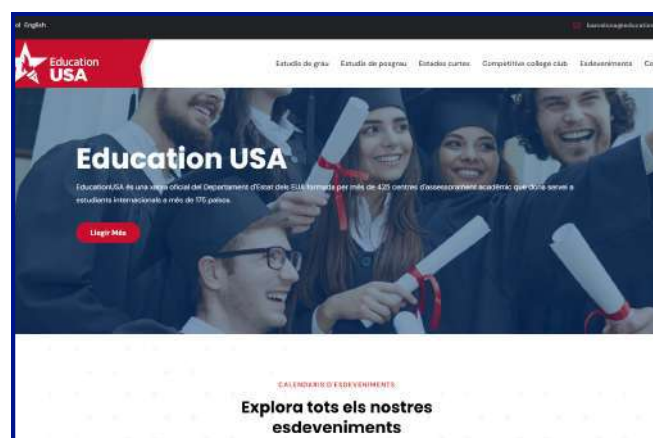 English
Education
USA
Estudis de grau Estudis de posgrau Estades curtes Competitive college club Esdeveniments
Education USA
EducationUSA és una xarxa oficial del Departament d'Estat dels EUA formada per més de 425 centres d'assessorament acadèmic que dona servei a
estudiants internacionals a més de 175 països.
Llegir Més
CALENDARIS D'ESDEVENIMENTS
Explora tots els nostres
esdeveniments